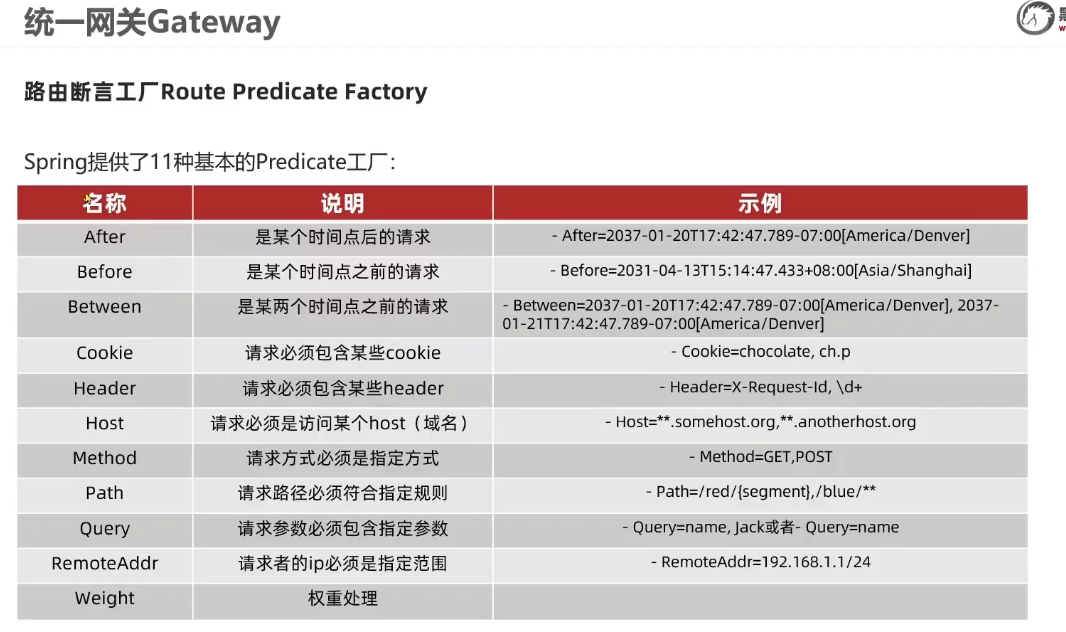 统一网关Gateway
路由断言工厂Route Predicate Factory
Spring提供了11种基本的Predicate工厂：
名称 说明 示例
After 是某个时间点后的请求 - After=2037-01-20T17:42:47.789-07:00[America/Denver]
Before 是某个时间点之前的请求 - Before=2031-04-13T15:14:47.433+08:00[Asia/Shanghai]
Between 是某两个时间点之前的请求 - Between=2037-01-20T17:42:47.789-07:00[America/Denver], 2037-
01-21T17:42:47.789-07:00[America/Denver]
Cookie 请求必须包含某些cookie - Cookie=chocolate, ch.p
Header 请求必须包含某些header - Header=X-Request-Id, \d+
Host 请求必须是访问某个host（域名） - Host=**.somehost.org,**.anotherhost.org
Method 请求方式必须是指定方式 - Method=GET,POST
Path 请求路径必须符合指定规则 - Path=/red/{segment},/blue/**
Query 请求参数必须包含指定参数 - Query=name, Jack或者- Query=name
RemoteAddr 请求者的ip必须是指定范围 - RemoteAddr=192.168.1.1/24
Weight 权重处理